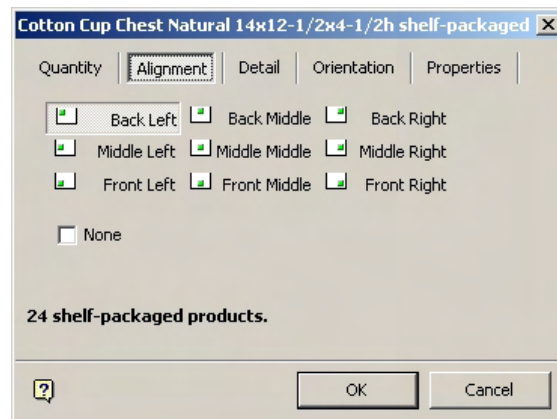 Cotton Cup Chest Natural 14x12-1/2x4-1/2h shelf-packaged
Quantity Alignment Detail Orientation Properties
Back Left Back Middle Back Right
Middle Left Middle Middle Middle Right
Front Left Front Middle Front Right
None
24 shelf-packaged products.
? OK Cancel